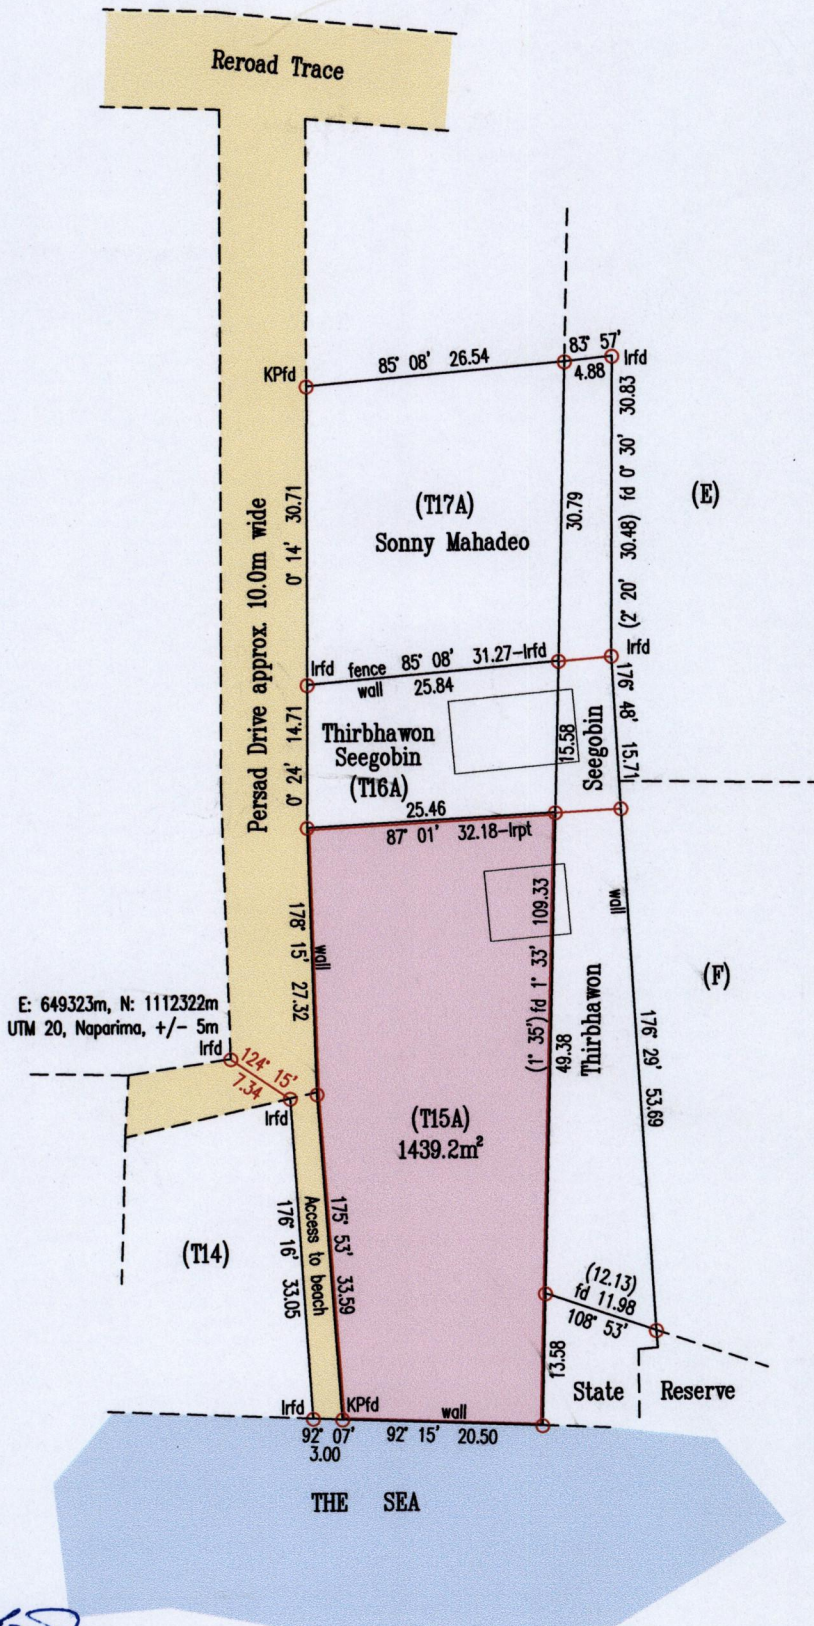 Reroad Trace
83° 57'
85° 08' 26.54
Irfd
4.88
KPfd
30.83
(2° 20' 30.48) fd 0° 30'
(T17A)
Sonny Mahadeo
(E)
30.79
0° 14' 30.71
Persad Drive approx. 10.0m wide
Irfd fence 85° 08' 31.27-Irfd
wall 25.84
Irfd
176° 48' 15.71
0° 24' 14.71
Thirbhawon
Seegobin
(T16A)
15.58
Seegobin
25.46
87° 01' 32.18-Irpt
109.33
(1° 35') fd 1° 33'
49.38
Thirbhawon
wall
(F)
178° 15' 27.32
wall
E: 649323m, N: 1112322m
UTM 20, Naparima, +/- 5m
Irfd
124° 15'
7.34
Irfd
176° 29' 53.69
(T15A)
1439.2m²
(T14)
176° 16' 33.05
Access to beach
175° 53' 33.59
(12.13)
fd 11.98
108° 53'
13.58
State Reserve
Irfd
KPfd
wall
92° 07'
3.00
92° 15' 20.50
THE SEA